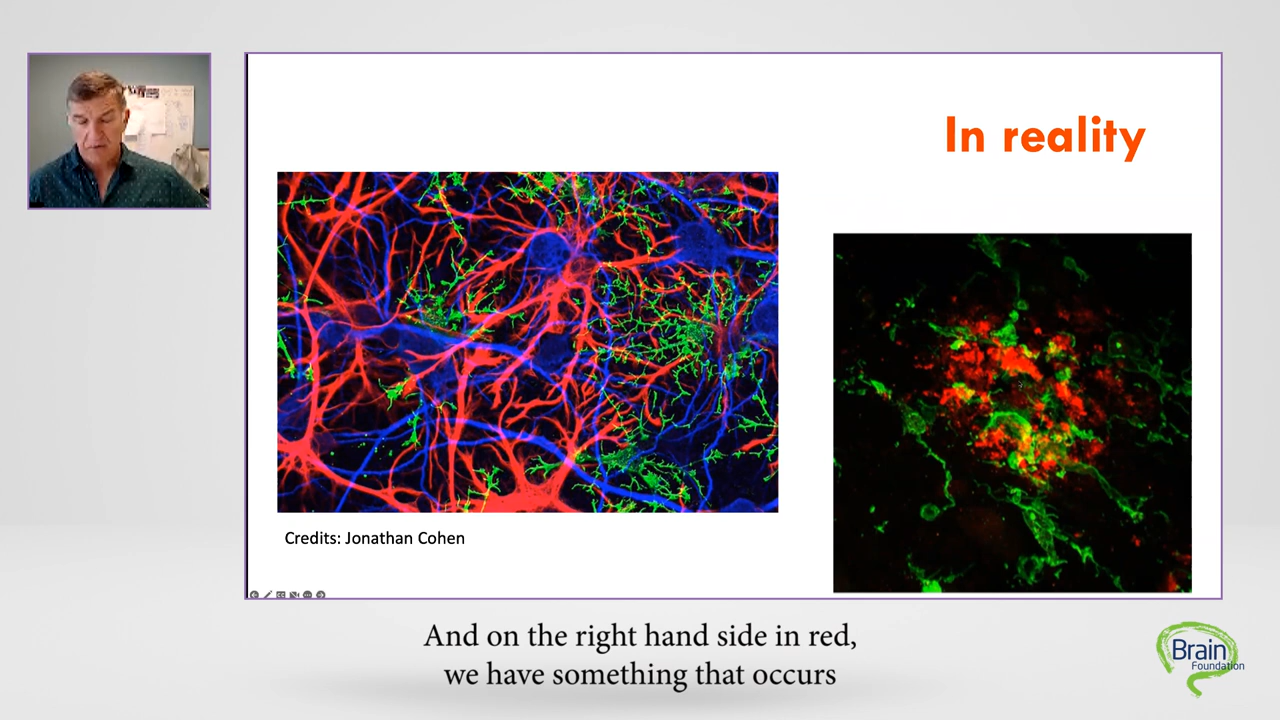 In reality
Credits: Jonathan Cohen
And on the right hand side in red,
we have something that occurs
Brain
Foundation